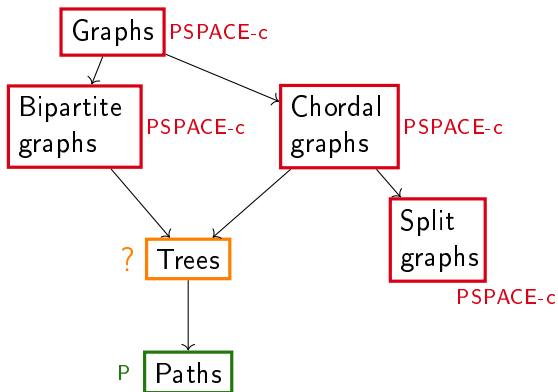 Graphs PSPACE-c
Bipartite
graphs
PSPACE-c
Chordal
graphs
PSPACE-c
Split
graphs
PSPACE-c
? Trees
P Paths